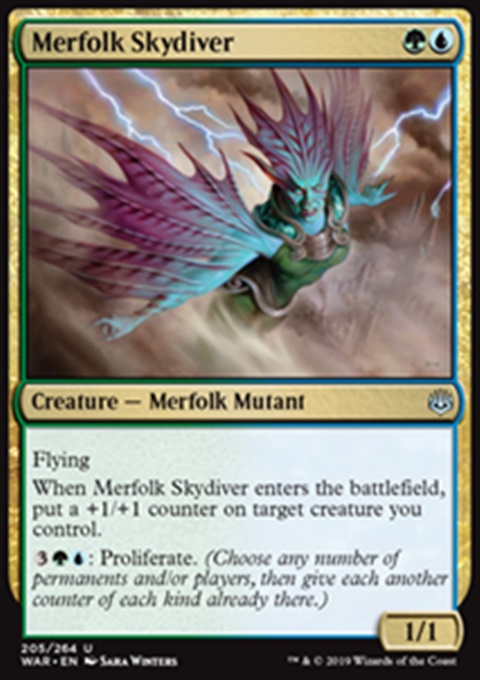 Merfolk Skydiver
Creature — Merfolk Mutant
Flying
When Merfolk Skydiver enters the battlefield,
put a +1/+1 counter on target creature you
control.
3: Proliferate. (Choose any number of
permanents and/or players, then give each another
counter of each kind already there.)
1/1
205/264 U
WAR • EN Sara Winters
™ & © 2019 Wizards of the Coast